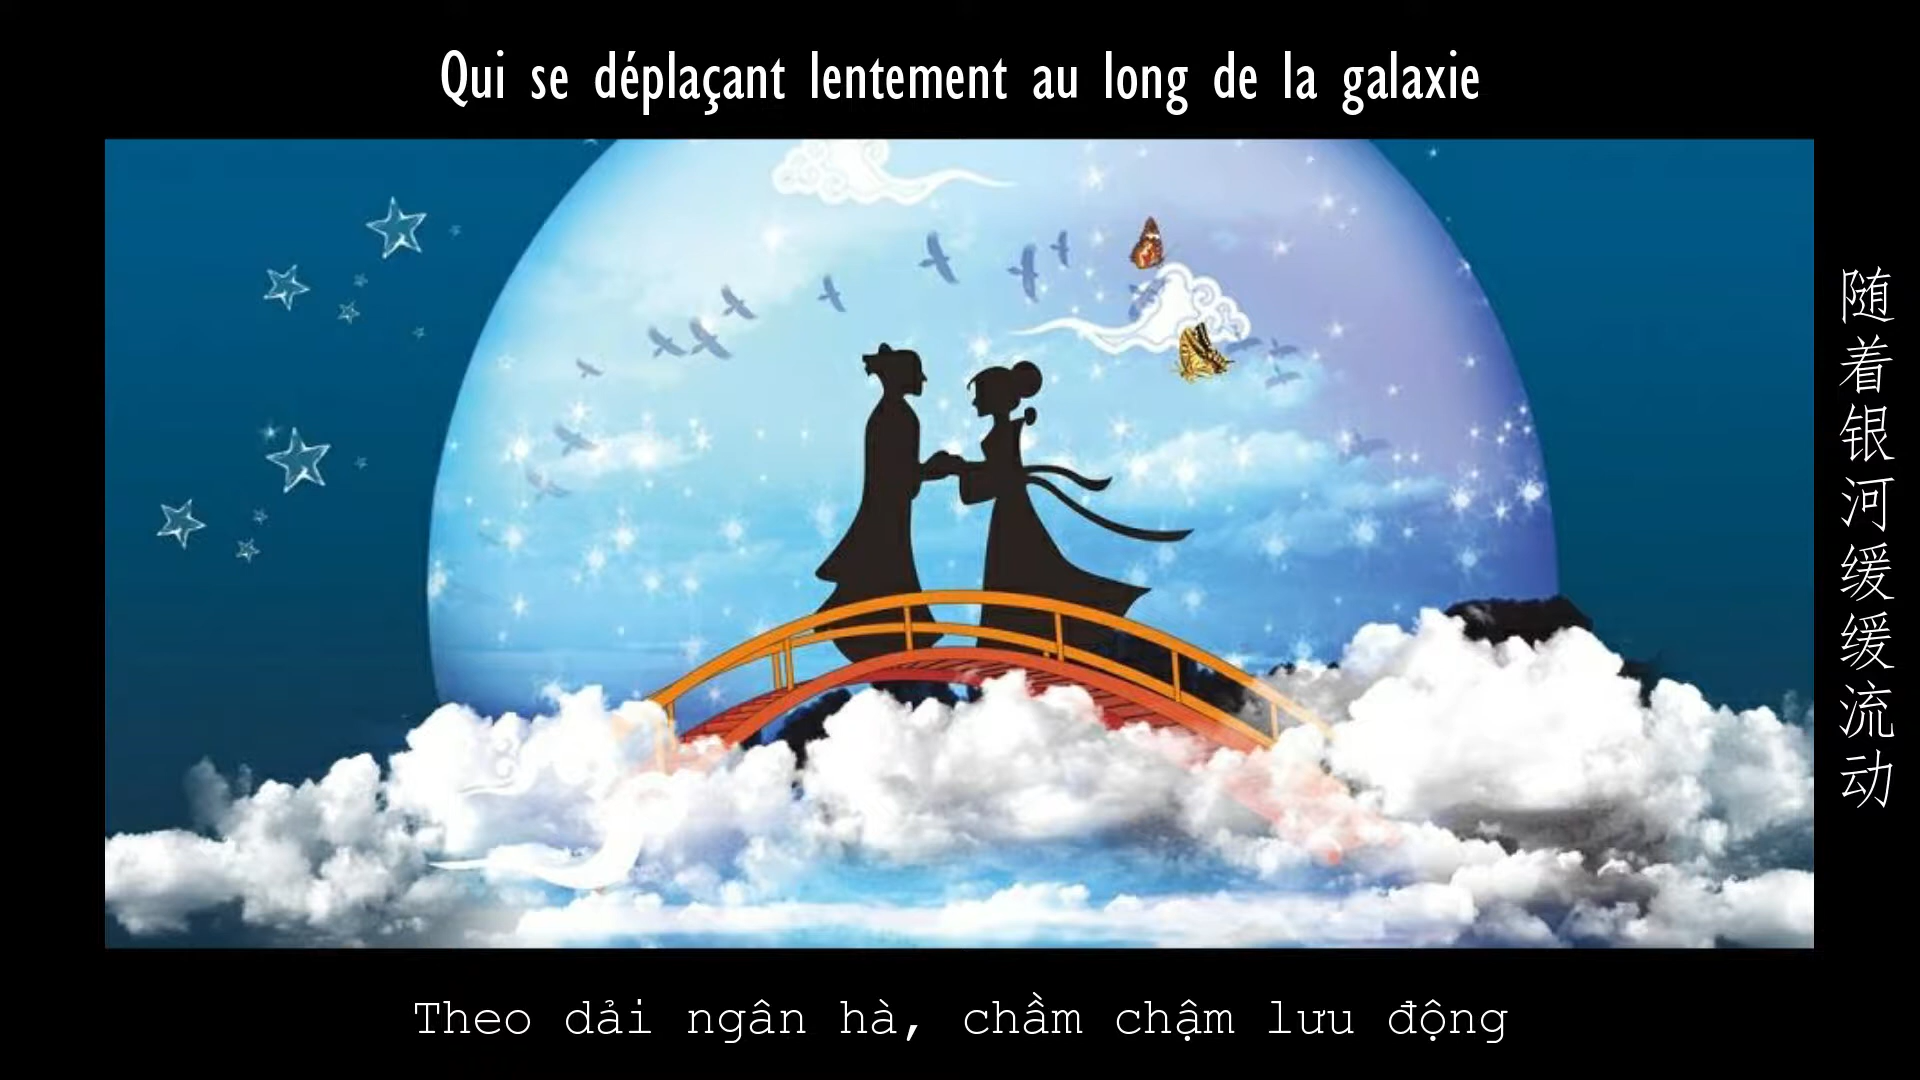 Qui se déplaçant lentement au long de la galaxie
随着银河缓缓流动
Theo dải ngân hà, chầm chậm lưu động